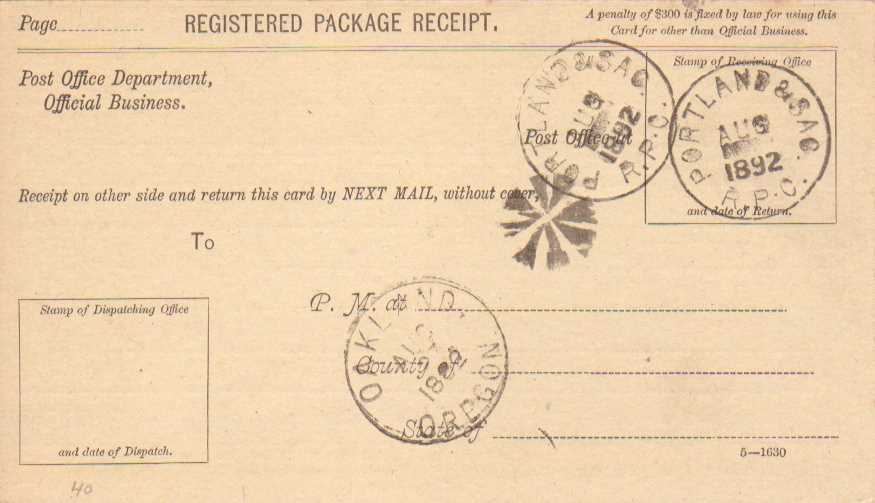 Page
REGISTERED PACKAGE RECEIPT.
A penalty of $300 is fixed by law for using this
Card for other than Official Business.
Post Office Department,
Official Business.
Stamp of Receiving Office
and date of Return.
PORTLAND & SAC.
AUG
1892
R.P.O.
PORTLAND & SAC.
AUG
1892
R.P.O.
Post Office at
Receipt on other side and return this card by NEXT MAIL, without cover,
To
P. M. at
County of
State of
OAKLAND,
AUG
1892
OREGON
Stamp of Dispatching Office
and date of Dispatch.
5—1630
40